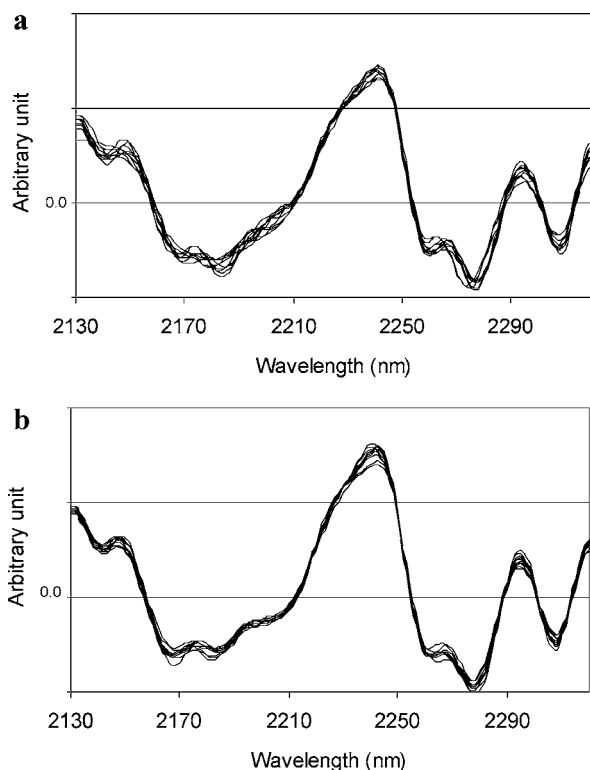 a
Arbitrary unit
0.0
2130 2170 2210 2250 2290
Wavelength (nm)
b
Arbitrary unit
0.0
2130 2170 2210 2250 2290
Wavelength (nm)